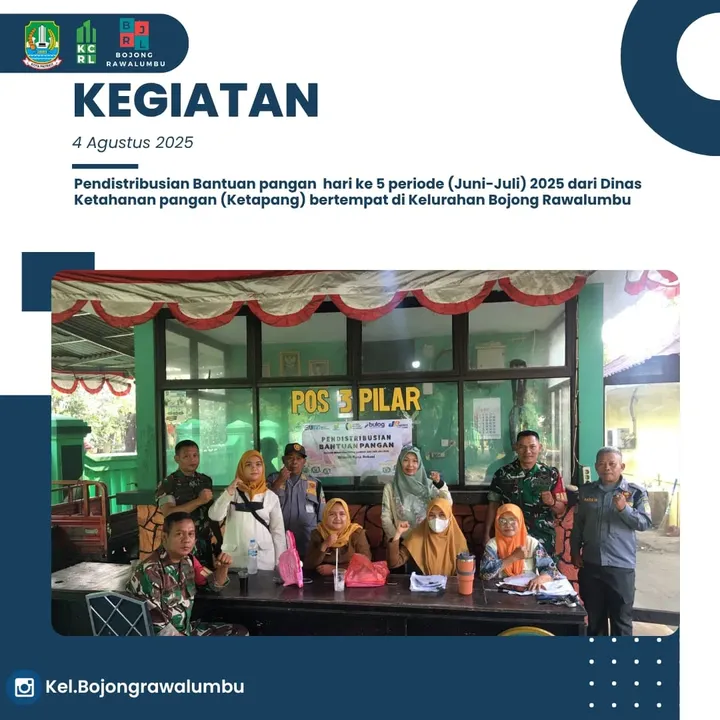 KCRL
BJRL
BOJONG
RAWALUMBU
KEGIATAN
4 Agustus 2025
Pendistribusian Bantuan pangan hari ke 5 periode (Juni-Juli) 2025 dari Dinas
Ketahanan pangan (Ketapang) bertempat di Kelurahan Bojong Rawalumbu
POS 3 PILAR
bulog
PENDISTRIBUSIAN
BANTUAN PANGAN
Kel.Bojongrawalumbu